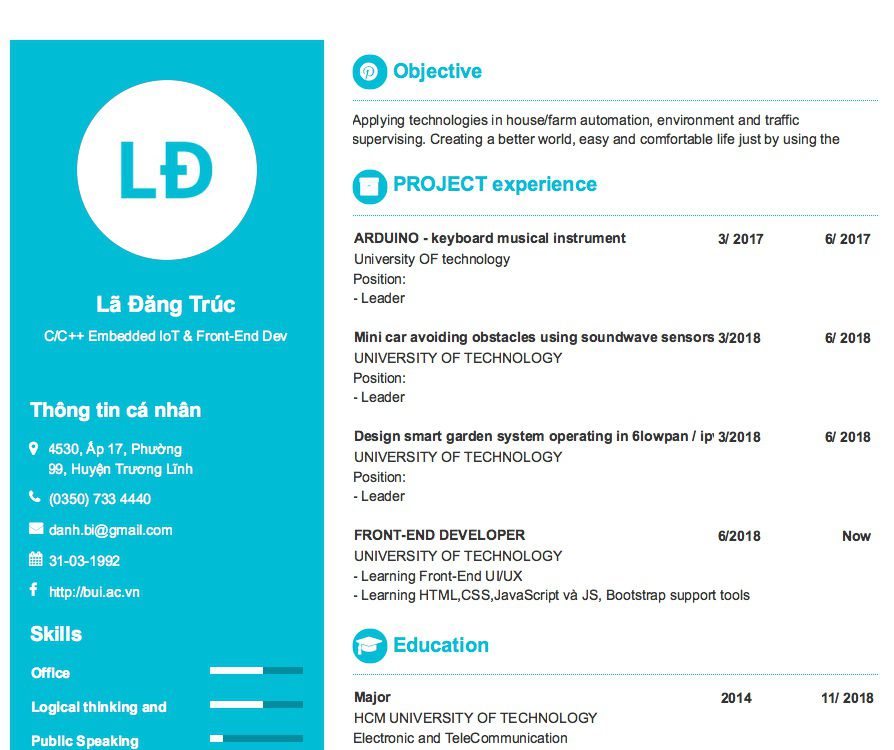 LĐ
Lã Đăng Trúc
C/C++ Embedded IoT & Front-End Dev
Thông tin cá nhân
4530, Ấp 17, Phường
99, Huyện Trương Lĩnh
(0350) 733 4440
danh.bi@gmail.com
31-03-1992
http://bui.ac.vn
Skills
Office
Logical thinking and
Public Speaking
Objective
Applying technologies in house/farm automation, environment and traffic
supervising. Creating a better world, easy and comfortable life just by using the
PROJECT experience
ARDUINO - keyboard musical instrument 3/ 2017 6/ 2017
University OF technology
Position:
- Leader
Mini car avoiding obstacles using soundwave sensors 3/2018 6/ 2018
UNIVERSITY OF TECHNOLOGY
Position:
- Leader
Design smart garden system operating in 6lowpan / ip 3/2018 6/ 2018
UNIVERSITY OF TECHNOLOGY
Position:
- Leader
FRONT-END DEVELOPER 6/2018 Now
UNIVERSITY OF TECHNOLOGY
- Learning Front-End UI/UX
- Learning HTML,CSS,JavaScript và JS, Bootstrap support tools
Education
Major 2014 11/ 2018
HCM UNIVERSITY OF TECHNOLOGY
Electronic and TeleCommunication